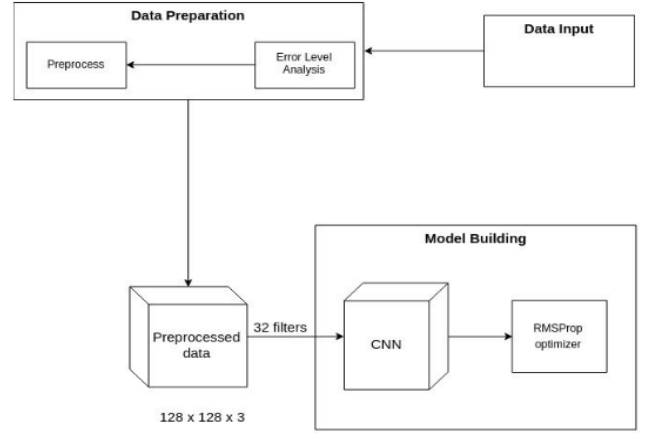 Data Preparation
Data Input
Preprocess
Error Level
Analysis
Model Building
Preprocessed
data
32 filters
CNN
RMSProp
optimizer
128 x 128 x 3